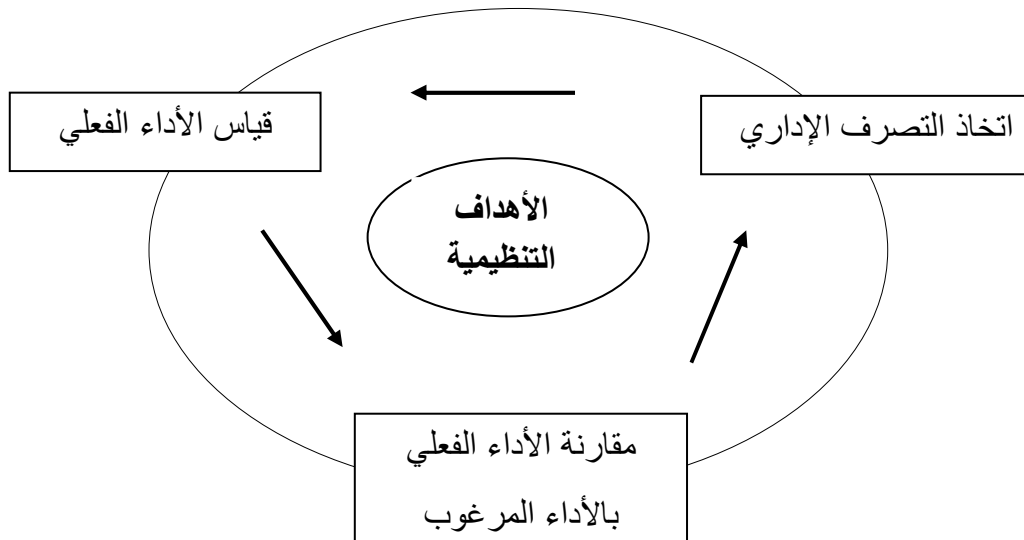 اتخاذ التصرف الإداري
قياس الأداء الفعلي
الأهداف
التنظيمية
مقارنة الأداء الفعلي
بالأداء المرغوب